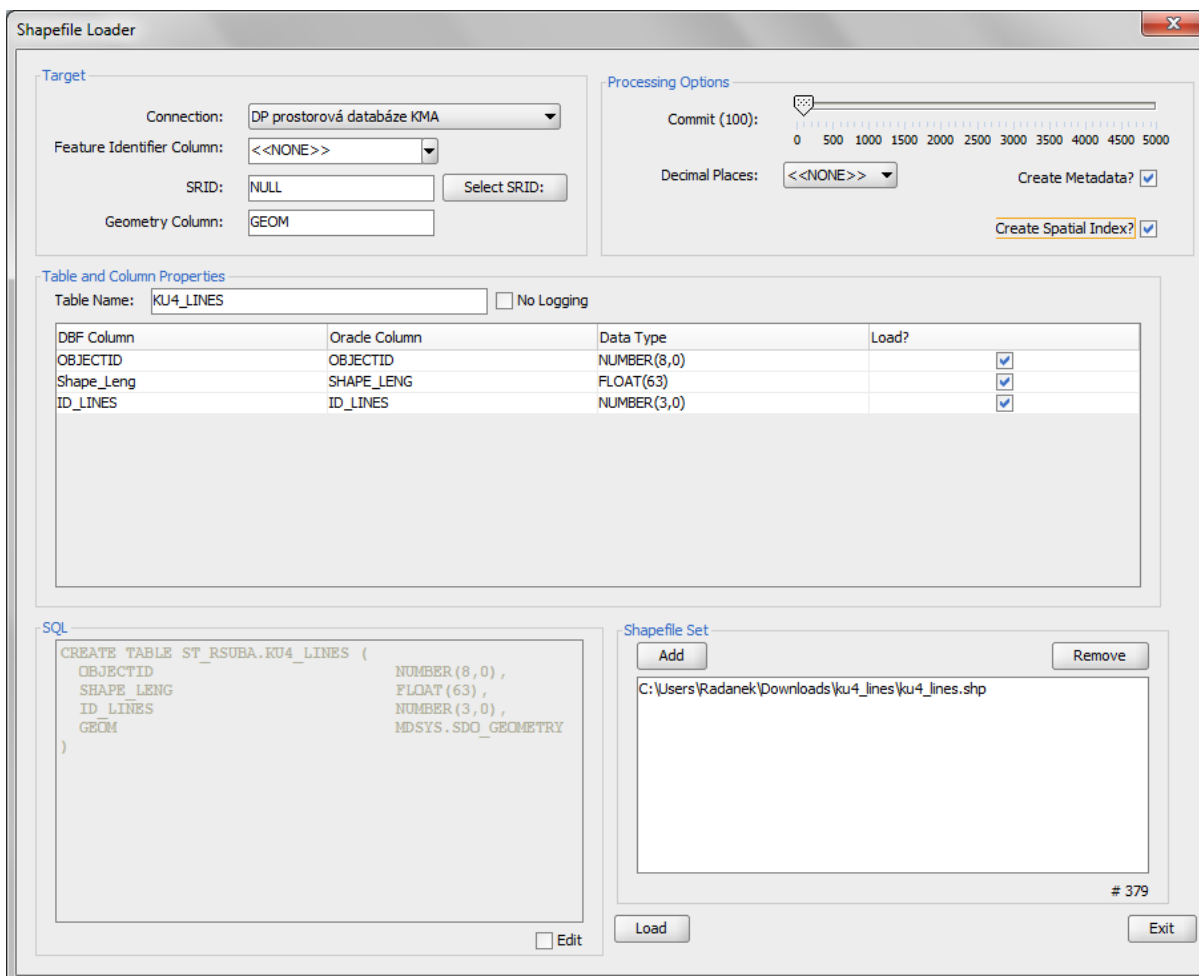 Shapefile Loader
Target
Connection: DP prostorová databáze KMA
Feature Identifier Column: <<NONE>>
SRID: NULL Select SRID:
Geometry Column: GEOM
Processing Options
Commit (100):
0 500 1000 1500 2000 2500 3000 3500 4000 4500 5000
Decimal Places: <<NONE>> Create Metadata?
Create Spatial Index?
Table and Column Properties
Table Name: KU4_LINES No Logging
DBF Column Oracle Column Data Type Load?
OBJECTID OBJECTID NUMBER(8,0)
Shape_Leng SHAPE_LENG FLOAT(63)
ID_LINES ID_LINES NUMBER(3,0)
SQL
CREATE TABLE ST_RSUBA.KU4_LINES (
OBJECTID NUMBER(8,0),
SHAPE_LENG FLOAT(63),
ID_LINES NUMBER(3,0),
GEOM MDSYS.SDO_GEOMETRY
)
Edit
Shapefile Set
Add Remove
C:\Users\Radanek\Downloads\ku4_lines\ku4_lines.shp
# 379
Load Exit